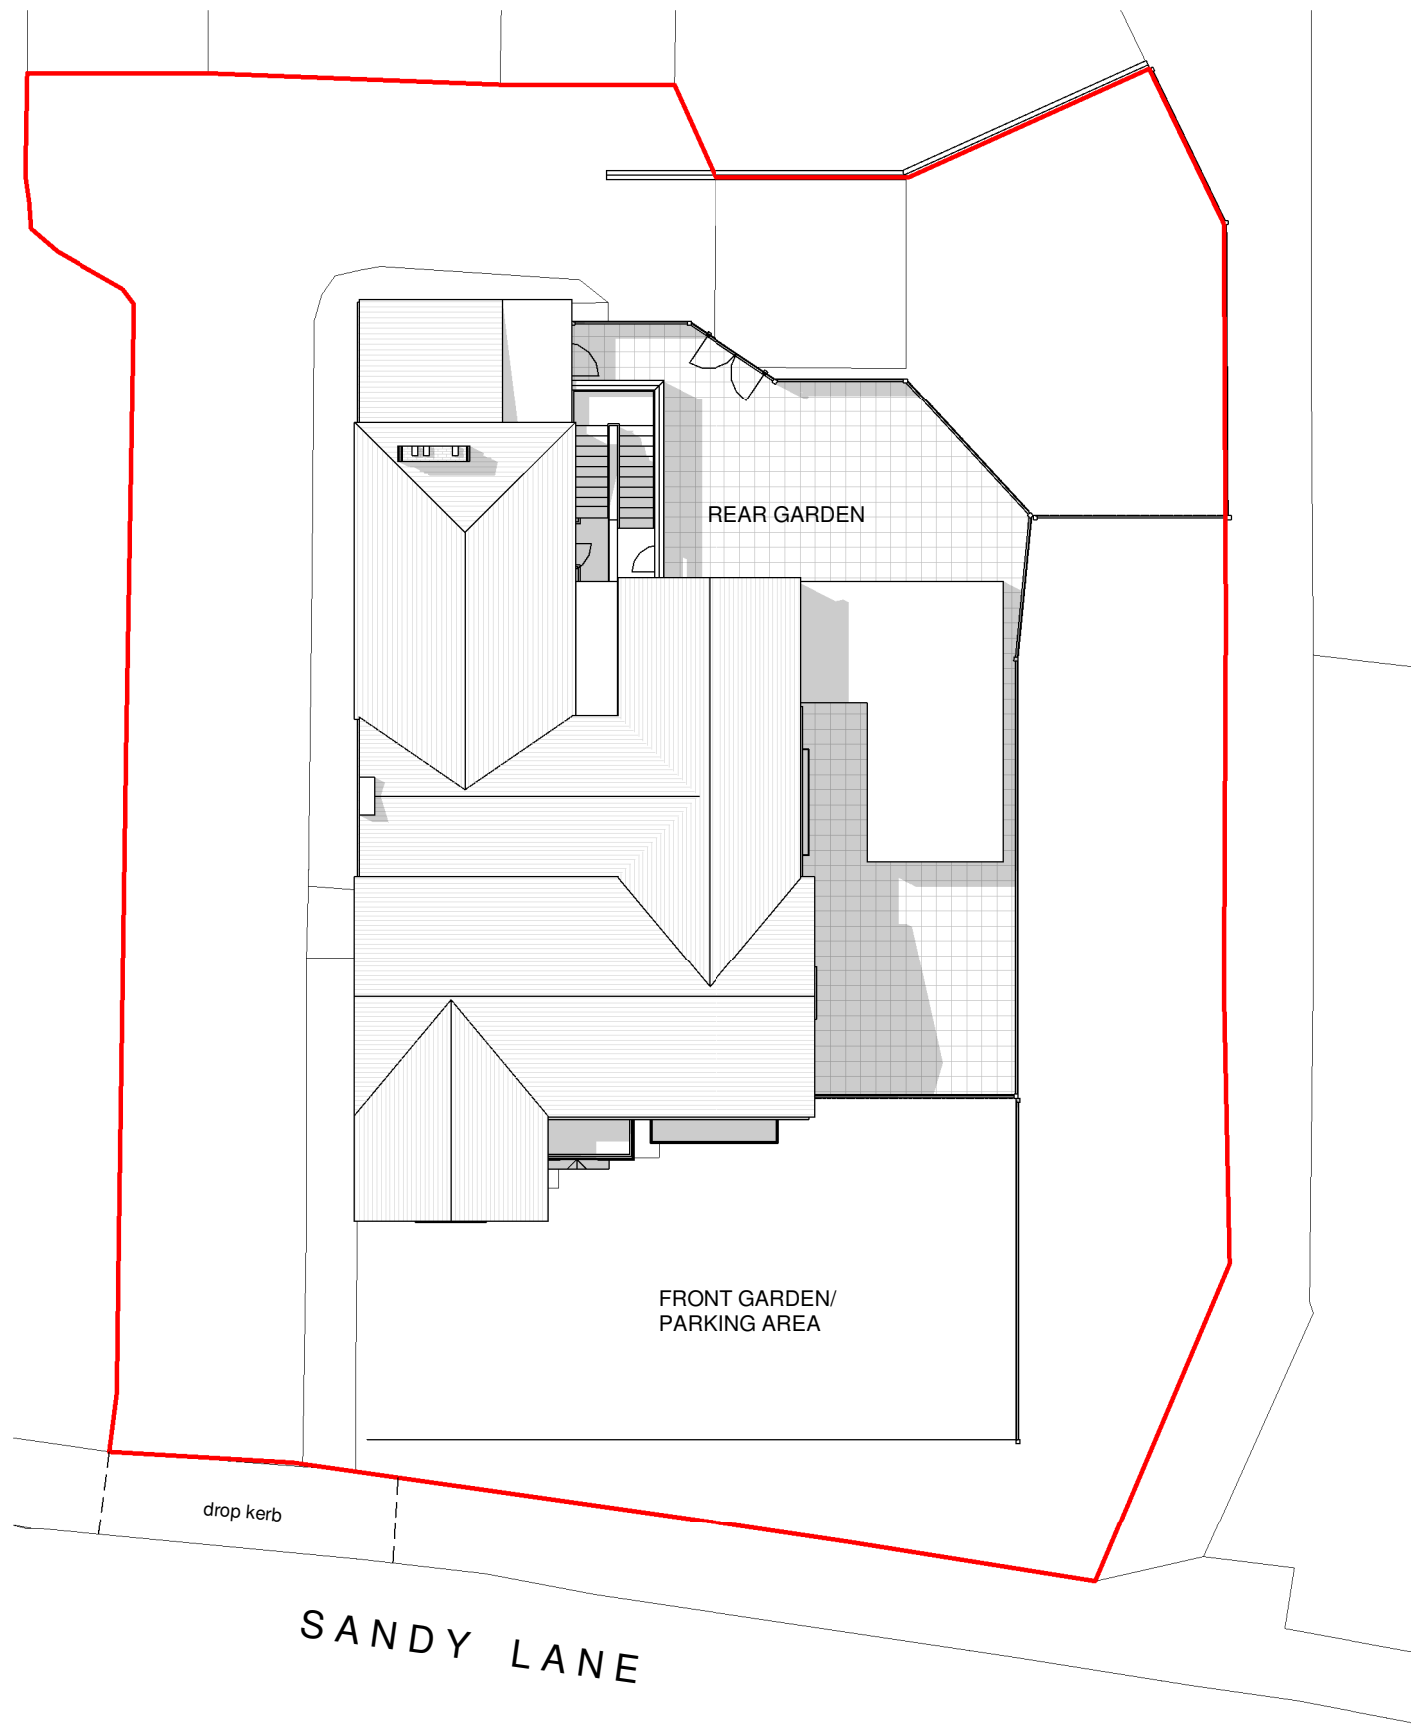 REAR GARDEN
FRONT GARDEN/
PARKING AREA
drop kerb
SANDY LANE